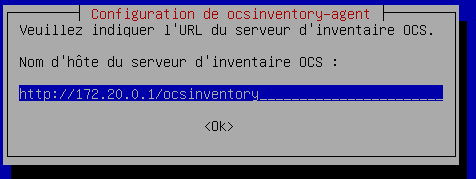 Configuration de ocsinventory-agent
Veuillez indiquer l'URL du serveur d'inventaire OCS.
Nom d'hôte du serveur d'inventaire OCS :
http://172.20.0.1/ocsinventory
<Ok>